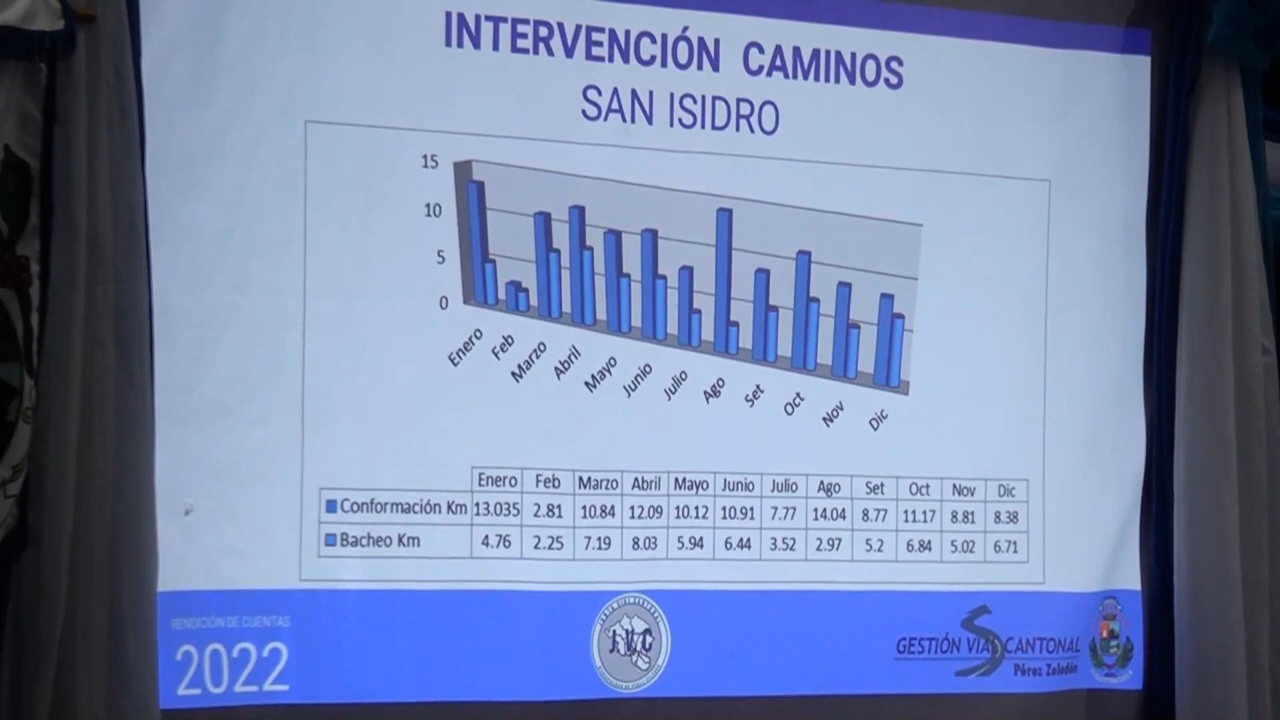 INTERVENCIÓN CAMINOS
SAN ISIDRO
15
10
5
0
Enero Feb Marzo Abril Mayo Junio Julio Ago Set Oct Nov Dic
Enero Feb Marzo Abril Mayo Junio Julio Ago Set Oct Nov Dic
Conformación Km 13.035 2.81 10.84 12.09 10.12 10.91 7.77 14.04 8.77 11.17 8.81 8.38
Bacheo Km 4.76 2.25 7.19 8.03 5.94 6.44 3.52 2.97 5.2 6.84 5.02 6.71
RENDICIÓN DE CUENTAS
2022
J.V.C
GESTIÓN VIAL CANTONAL
Pérez Zeledón